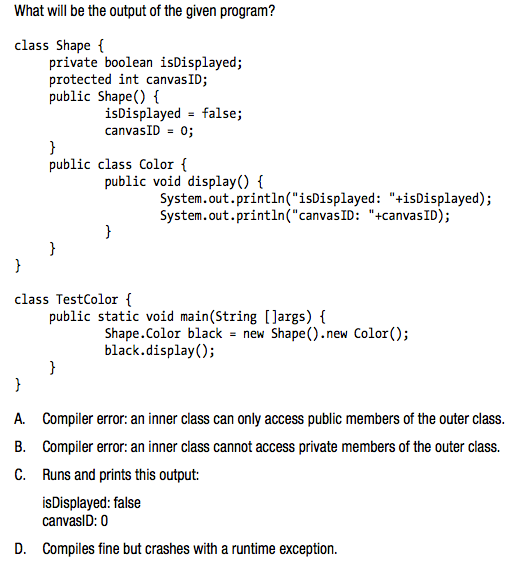 What will be the output of the given program?
class Shape {
private boolean isDisplayed;
protected int canvasID;
public Shape() {
isDisplayed = false;
canvasID = 0;
}
public class Color {
public void display() {
System.out.println("isDisplayed: "+isDisplayed);
System.out.println("canvasID: "+canvasID);
}
}
}
class TestColor {
public static void main(String []args) {
Shape.Color black = new Shape().new Color();
black.display();
}
}
A. Compiler error: an inner class can only access public members of the outer class.
B. Compiler error: an inner class cannot access private members of the outer class.
C. Runs and prints this output:
isDisplayed: false
canvasID: 0
D. Compiles fine but crashes with a runtime exception.